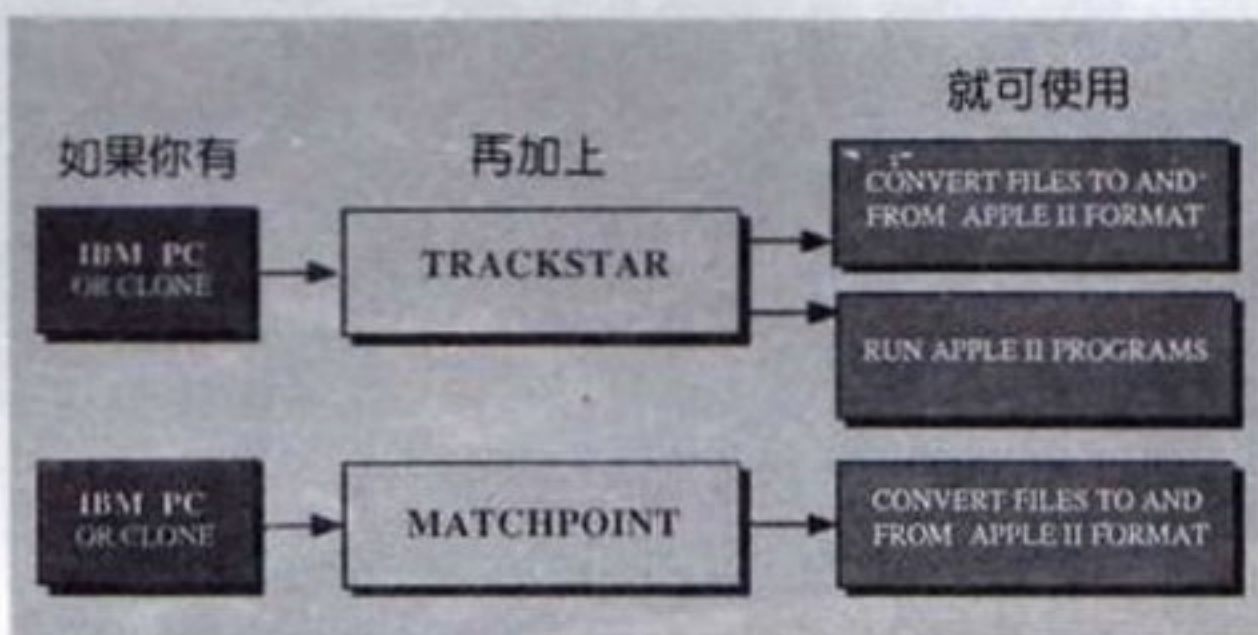 就可使用
如果你有
再加上
CONVERT FILES TO AND
FROM APPLE II FORMAT
IBM PC
OR CLONE
TRACKSTAR
RUN APPLE II PROGRAMS
IBM PC
OR CLONE
MATCHPOINT
CONVERT FILES TO AND
FROM APPLE II FORMAT